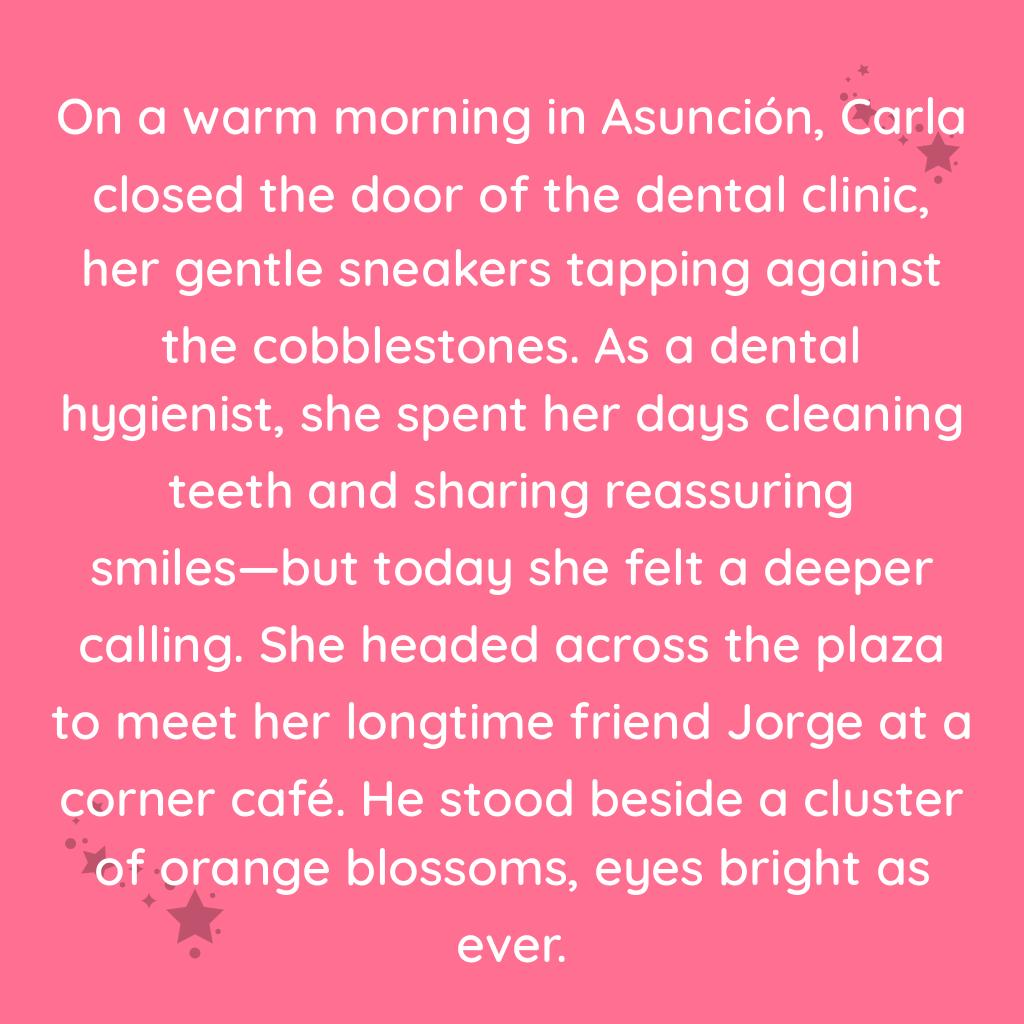 On a warm morning in Asunción, Carla
closed the door of the dental clinic,
her gentle sneakers tapping against
the cobblestones. As a dental
hygienist, she spent her days cleaning
teeth and sharing reassuring
smiles—but today she felt a deeper
calling. She headed across the plaza
to meet her longtime friend Jorge at a
corner café. He stood beside a cluster
of orange blossoms, eyes bright as
ever.